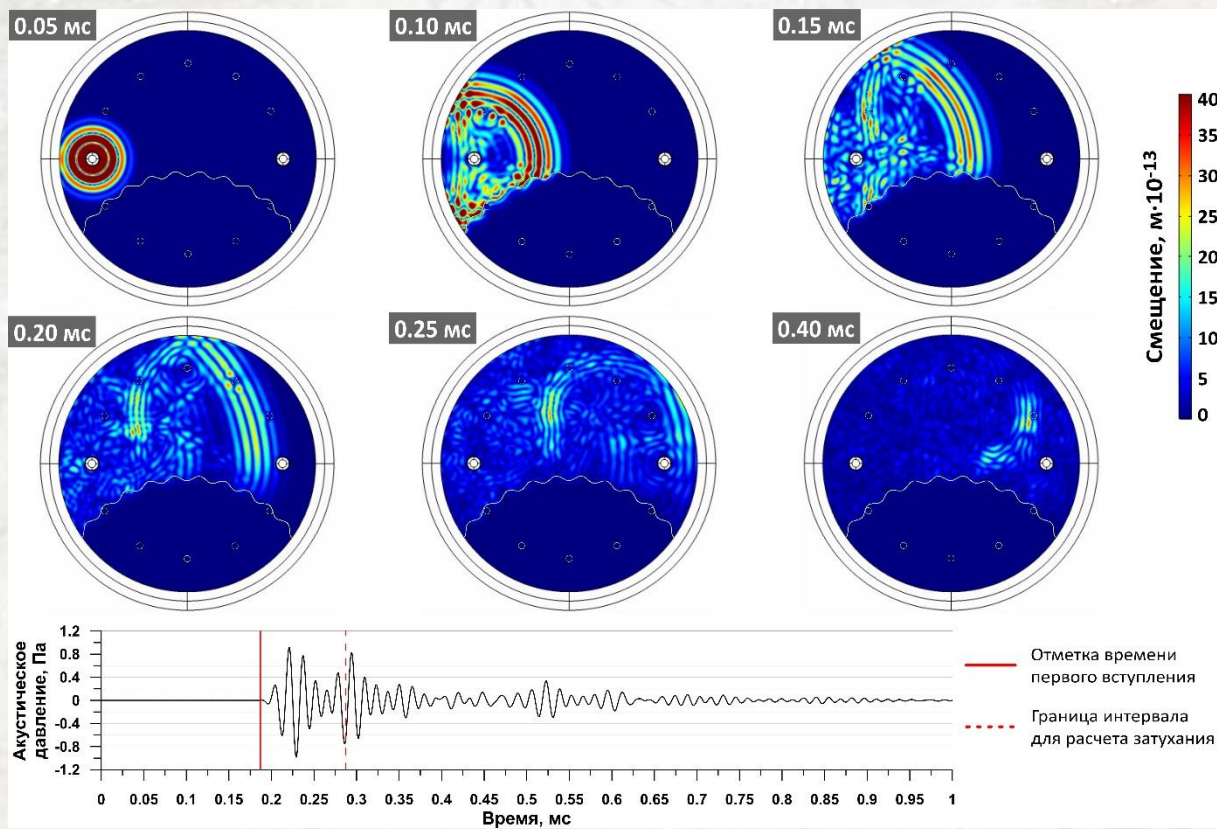 0.05 мс
0.10 мс
0.15 мс
40
35
30
25
20
15
10
5
0
Смещение, м·10⁻¹³
0.20 мс
0.25 мс
0.40 мс
1.2
0.8
0.4
0
-0.4
-0.8
-1.2
Акустическое
давление, Па
0 0.05 0.1 0.15 0.2 0.25 0.3 0.35 0.4 0.45 0.5 0.55 0.6 0.65 0.7 0.75 0.8 0.85 0.9 0.95 1
Время, мс
Отметка времени
первого вступления
Граница интервала
для расчета затухания